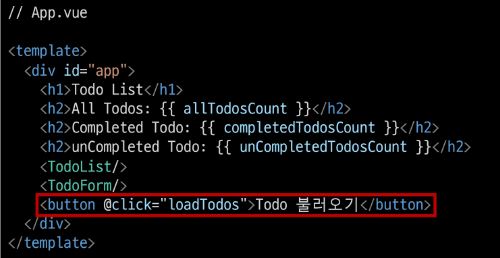 // App.vue
<template>
<div id="app">
<h1>Todo List</h1>
<h2>All Todos: {{ allTodosCount }}</h2>
<h2>Completed Todo: {{ completedTodosCount }}</h2>
<h2>unCompleted Todo: {{ unCompletedTodosCount }}</h2>
<TodoList/>
<TodoForm/>
<button @click="loadTodos">Todo 불러오기</button>
</div>
</template>